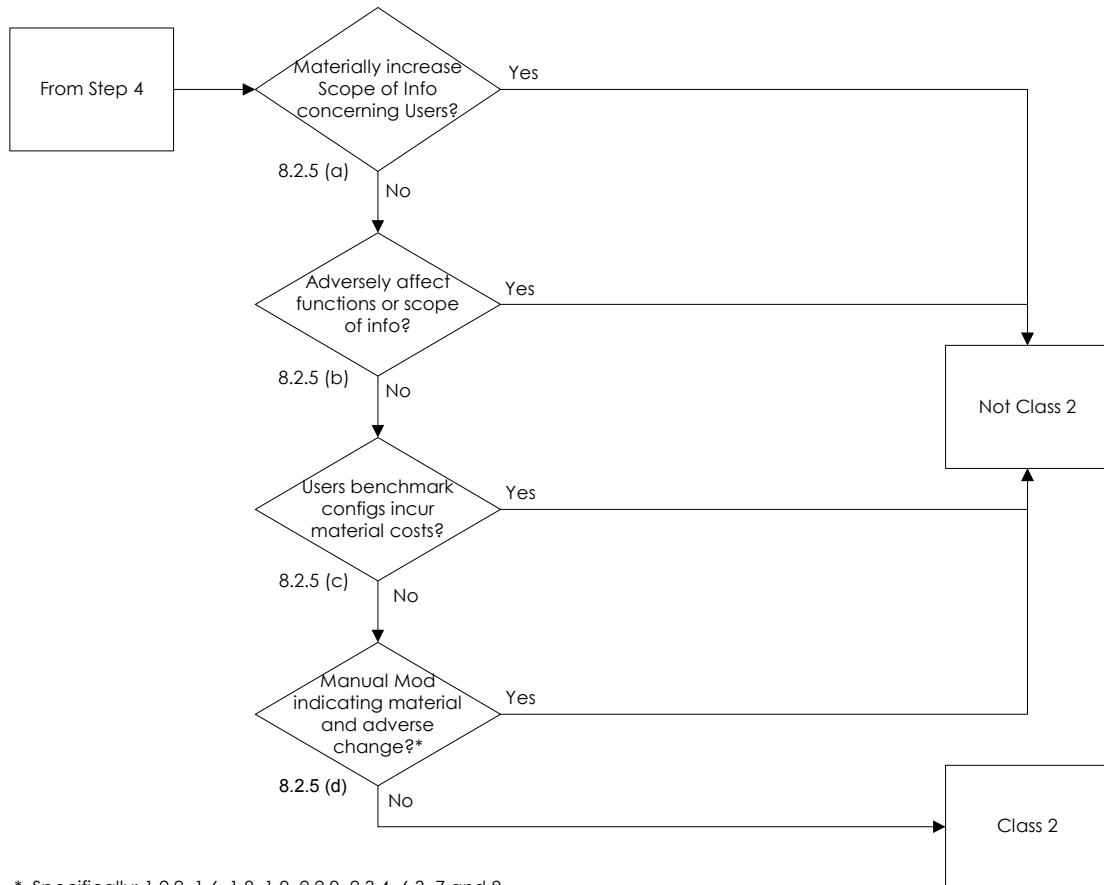 From Step 4
Materially increase
Scope of Info
concerning Users?
Yes
8.2.5 (a)
No
Adversely affect
functions or scope
of info?
Yes
8.2.5 (b)
No
Users benchmark
configs incur
material costs?
Yes
8.2.5 (c)
No
Manual Mod
indicating material
and adverse
change?*
Yes
8.2.5 (d)
No
Not Class 2
Class 2
* Specifically: